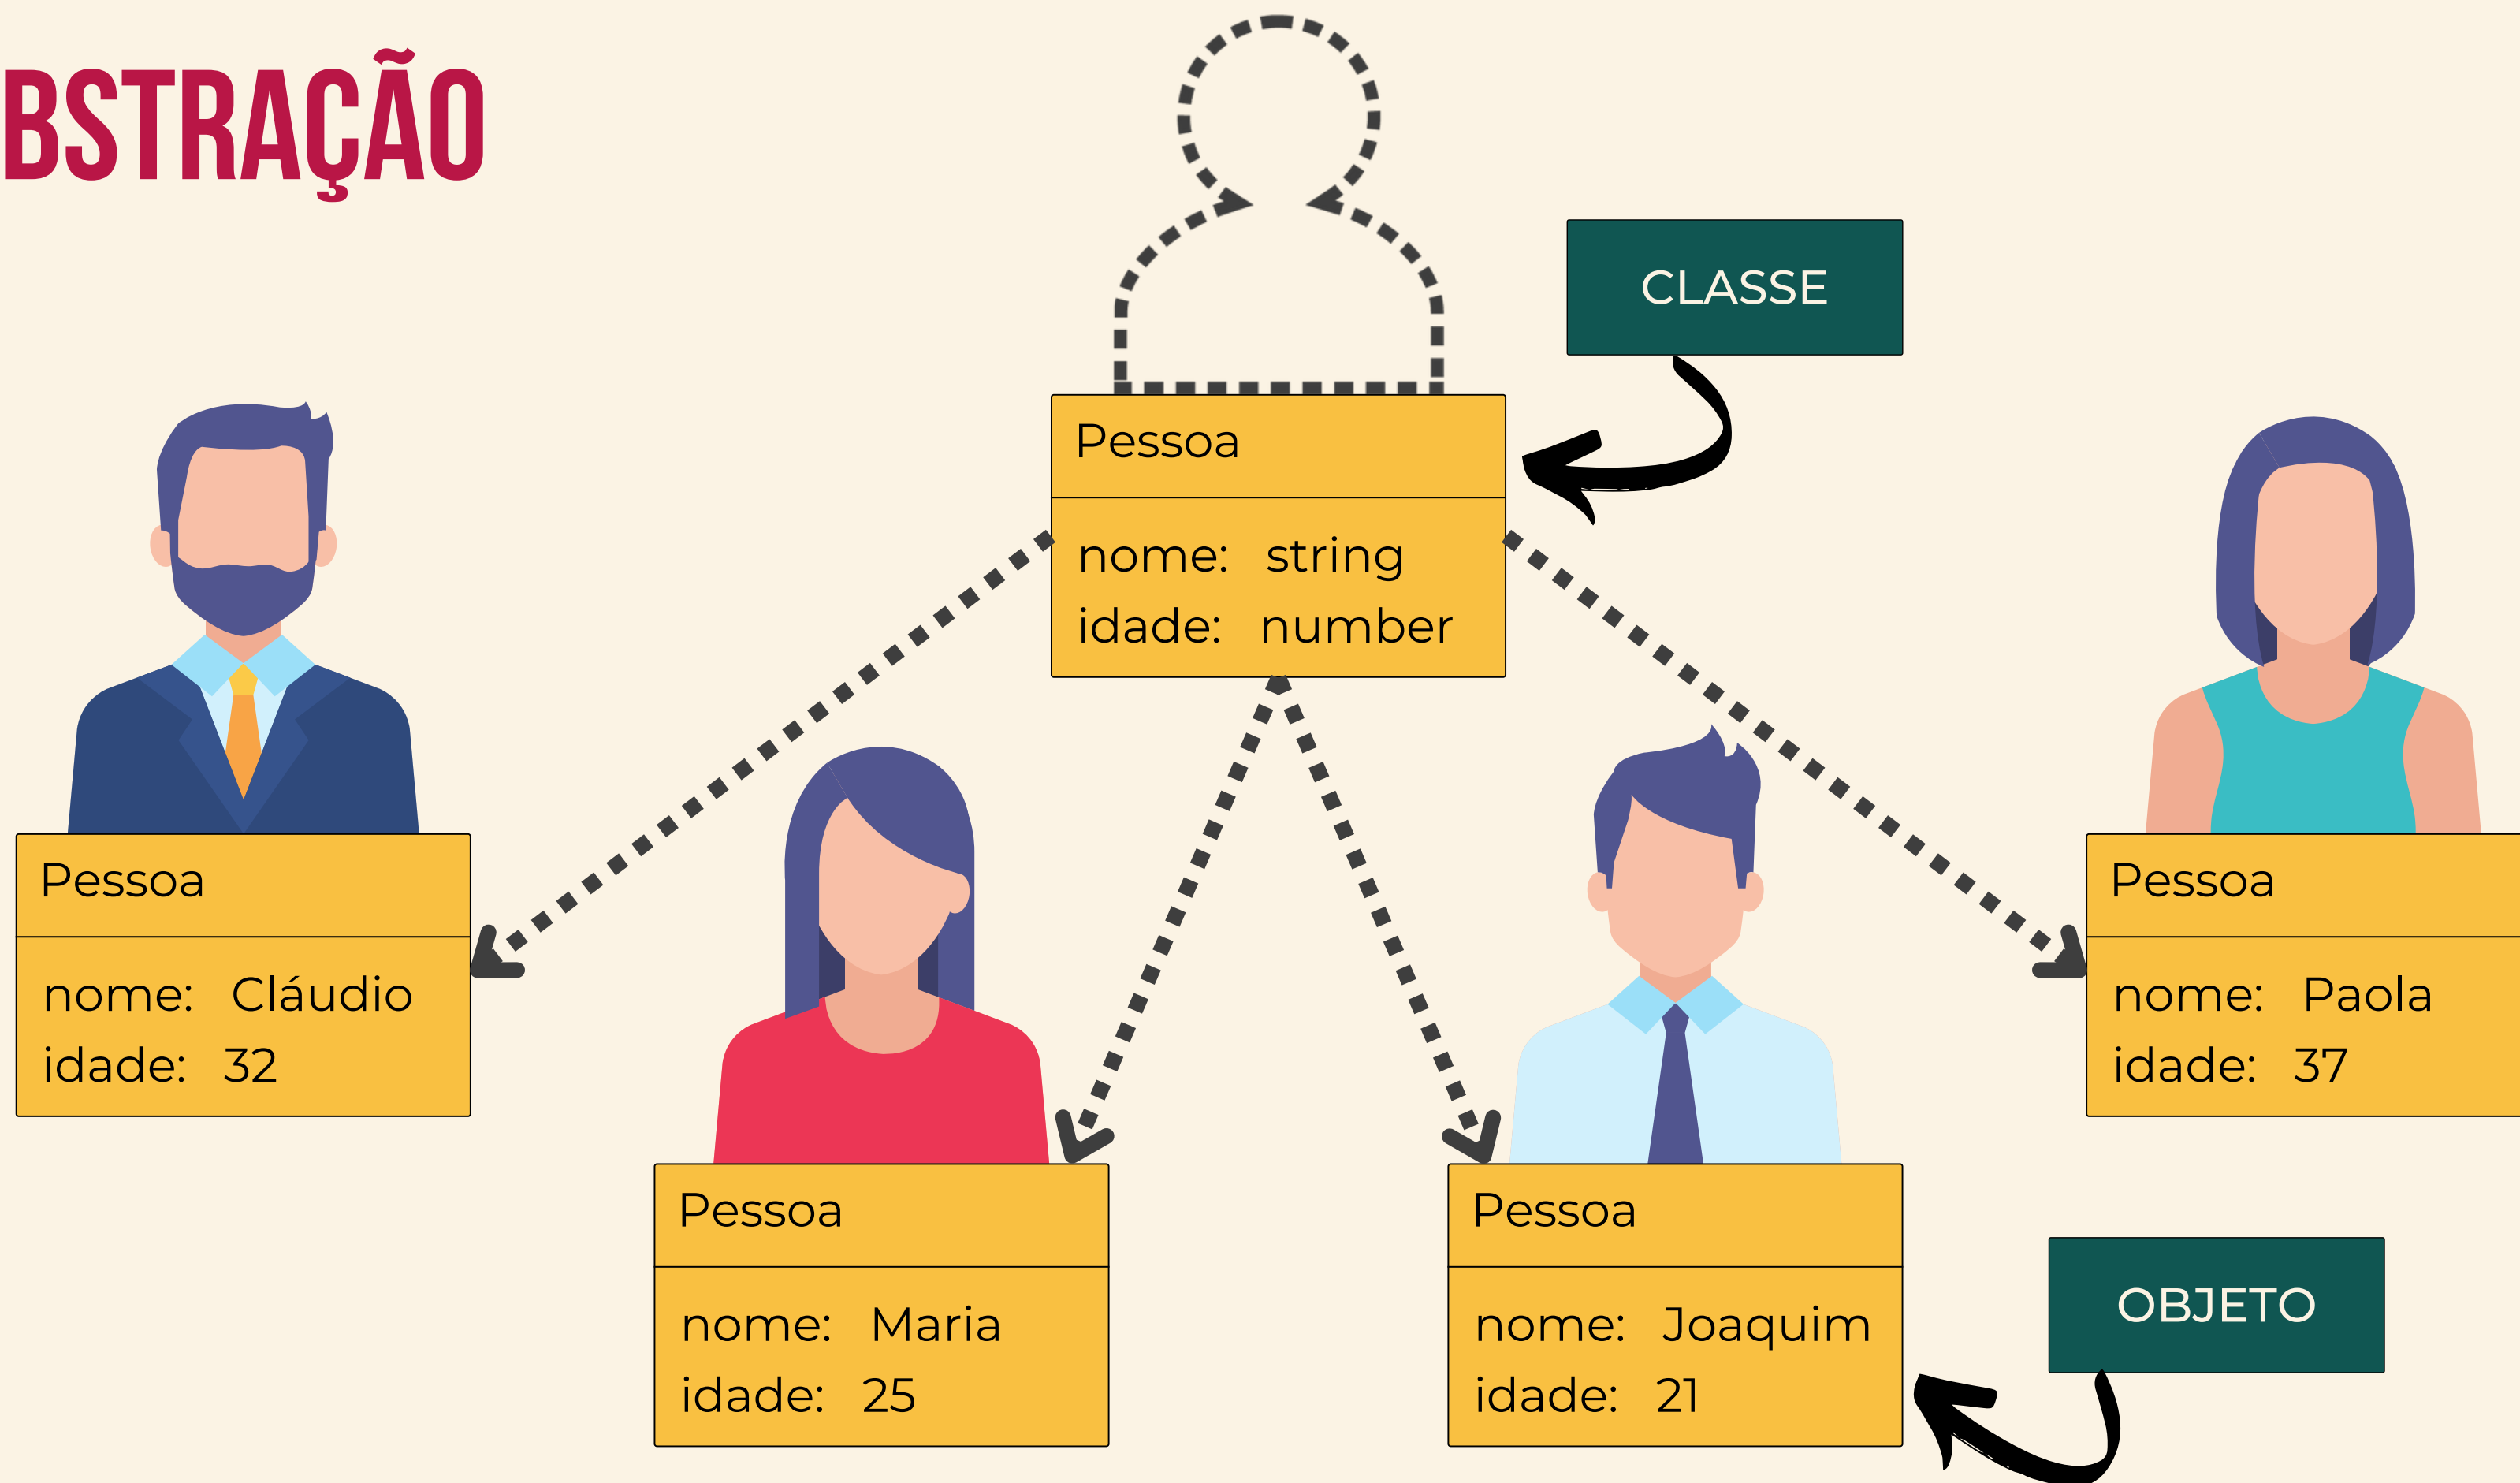 BSTRAÇÃO
CLASSE
Pessoa
nome: string
idade: number
Pessoa
nome: Cláudio
idade: 32
Pessoa
nome: Maria
idade: 25
Pessoa
nome: Joaquim
idade: 21
Pessoa
nome: Paola
idade: 37
OBJETO